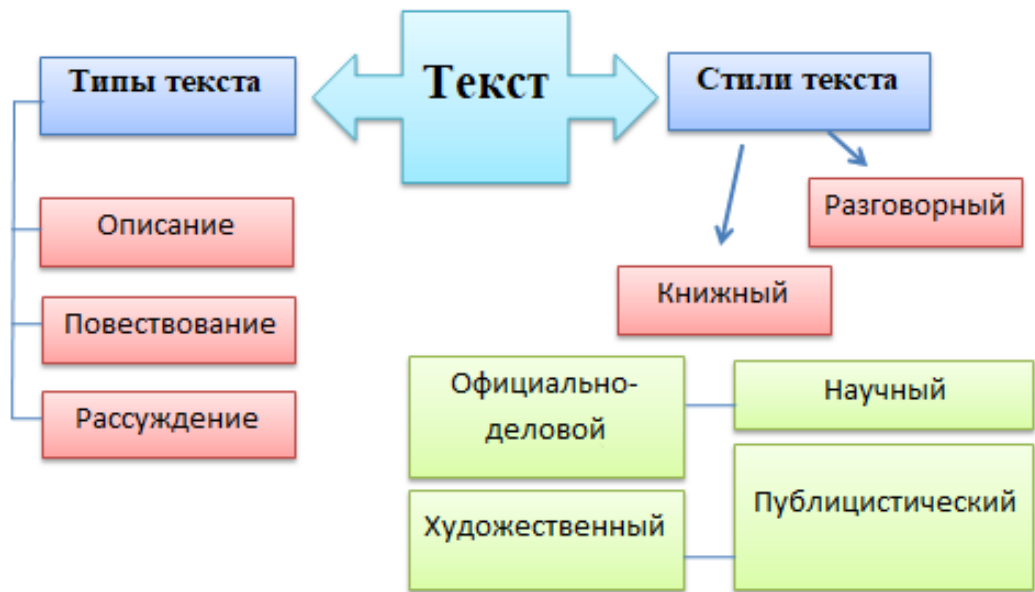 Текст
Типы текста
Описание
Повествование
Рассуждение
Стили текста
Разговорный
Книжный
Официально-
деловой
Научный
Художественный
Публицистический